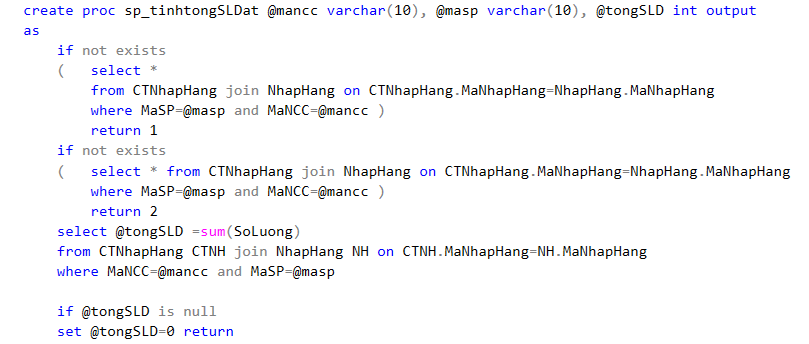 create proc sp_tinhtongSLDat @mancc varchar(10), @masp varchar(10), @tongSLD int output
as
if not exists
( select *
from CTNhapHang join NhapHang on CTNhapHang.MaNhapHang=NhapHang.MaNhapHang
where MaSP=@masp and MaNCC=@mancc )
return 1
if not exists
( select * from CTNhapHang join NhapHang on CTNhapHang.MaNhapHang=NhapHang.MaNhapHang
where MaSP=@masp and MaNCC=@mancc )
return 2
select @tongSLD =sum(SoLuong)
from CTNhapHang CTNH join NhapHang NH on CTNH.MaNhapHang=NH.MaNhapHang
where MaNCC=@mancc and MaSP=@masp
if @tongSLD is null
set @tongSLD=0 return